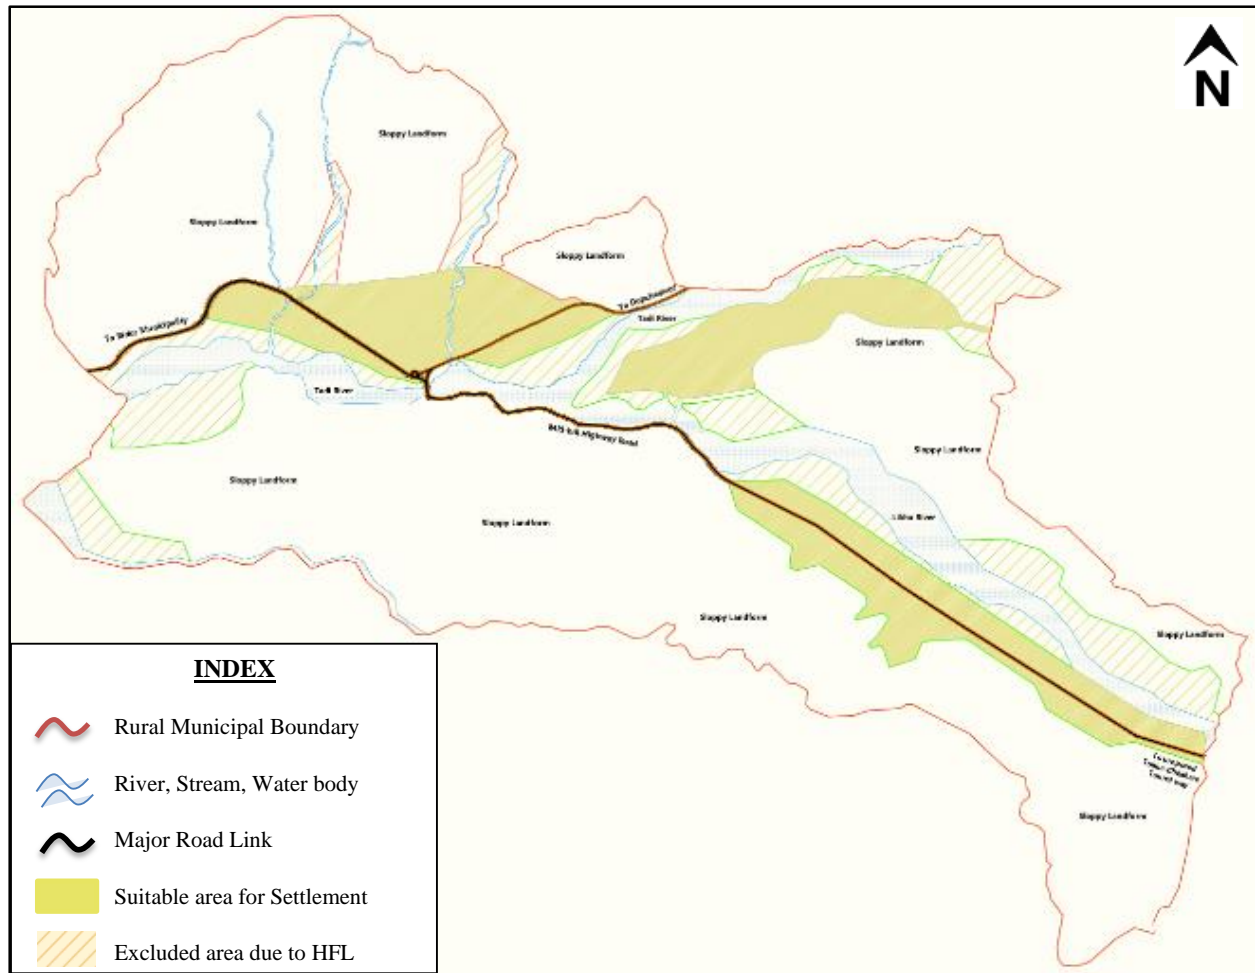 N
Sloppy Landform
Sloppy Landform
Sloppy Landform
To Municipality
To
Tadi River
Sloppy Landform
Tadi River
Highway Road
Sloppy Landform
Sloppy Landform
Sloppy Landform
Likhu River
Sloppy Landform
Sloppy Landform
Sloppy Landform
INDEX
Rural Municipal Boundary
River, Stream, Water body
Major Road Link
Suitable area for Settlement
Excluded area due to HFL